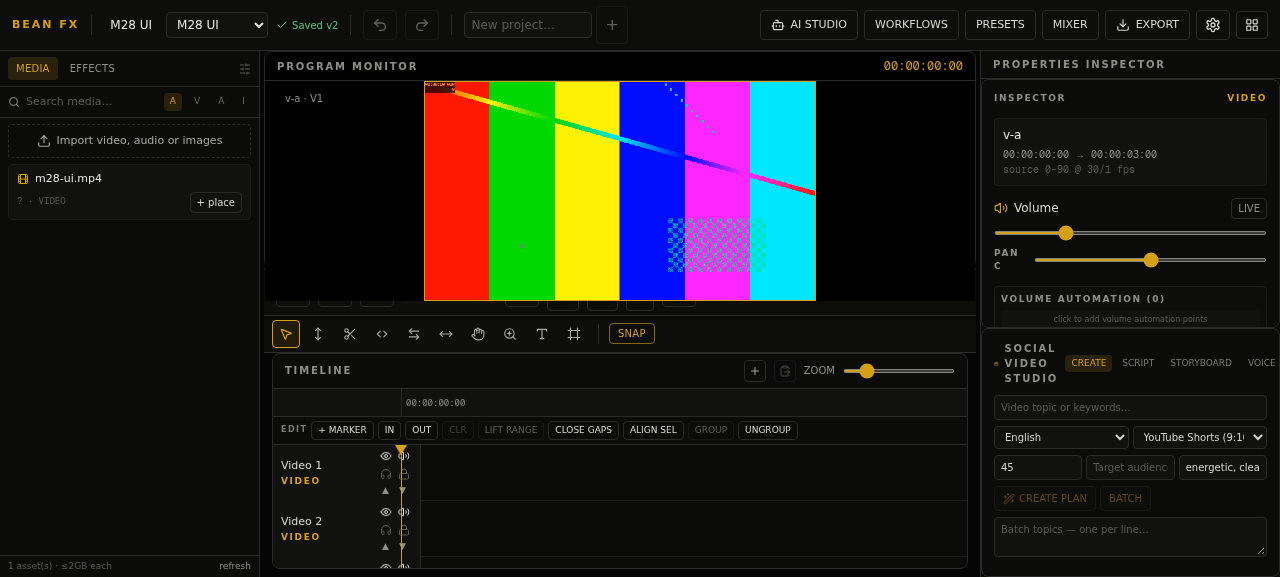 BEAN FX
M28 UI
M28 UI
Saved v2
New project...
AI STUDIO
WORKFLOWS
PRESETS
MIXER
EXPORT
MEDIA
EFFECTS
Search media...
A
V
A
I
Import video, audio or images
m28-ui.mp4
? · VIDEO
+ place
1 asset(s) · ≤2GB each
refresh
PROGRAM MONITOR
00:00:00:00
v-a · V1
SNAP
TIMELINE
ZOOM
00:00:00:00
EDIT
+ MARKER
IN
OUT
CLR
LIFT RANGE
CLOSE GAPS
ALIGN SEL
GROUP
UNGROUP
Video 1
VIDEO
Video 2
VIDEO
PROPERTIES INSPECTOR
INSPECTOR
VIDEO
v-a
00:00:00:00 → 00:00:03:00
source 0-90 @ 30/1 fps
Volume
LIVE
PAN
C
VOLUME AUTOMATION (0)
click to add volume automation points
SOCIAL
VIDEO
STUDIO
CREATE
SCRIPT
STORYBOARD
VOICE
Video topic or keywords...
English
YouTube Shorts (9:1
45
Target audienc
energetic, clea
CREATE PLAN
BATCH
Batch topics — one per line...